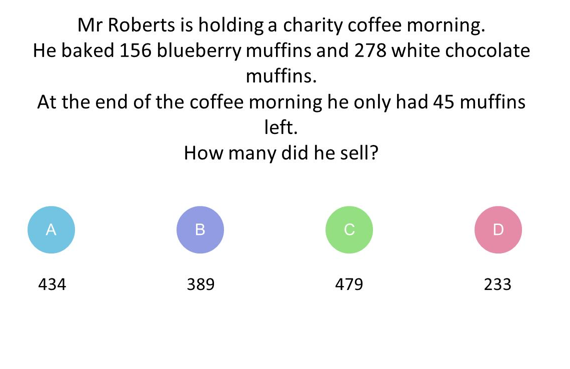 Mr Roberts is holding a charity coffee morning.
He baked 156 blueberry muffins and 278 white chocolate
muffins.
At the end of the coffee morning he only had 45 muffins
left.
How many did he sell?
A B C D
434 389 479 233